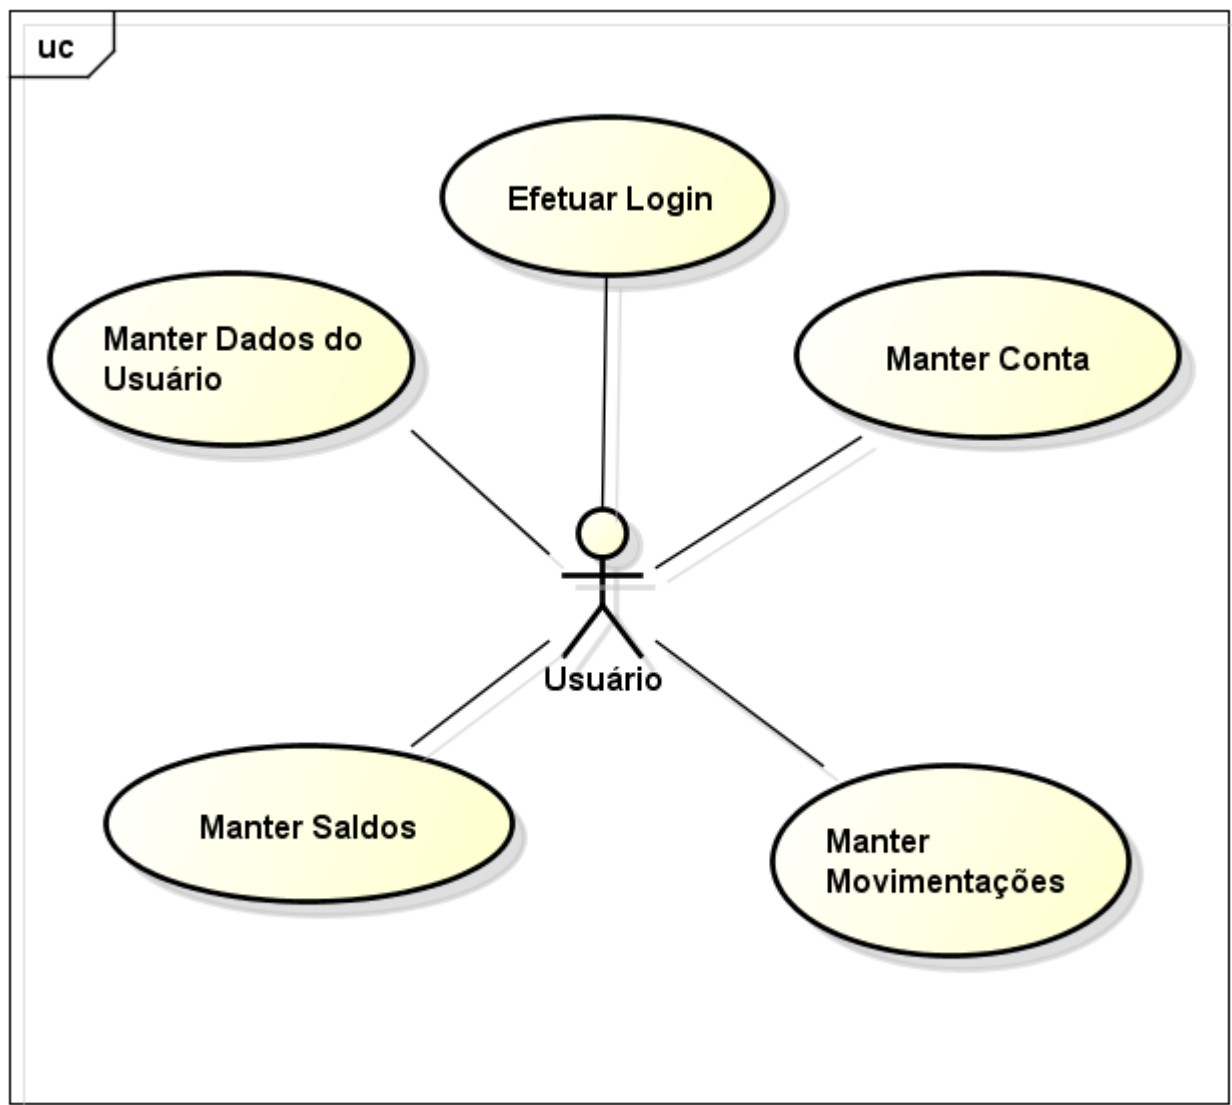 uc
Efetuar Login
Manter Dados do
Usuário
Manter Conta
Usuário
Manter Saldos
Manter
Movimentações